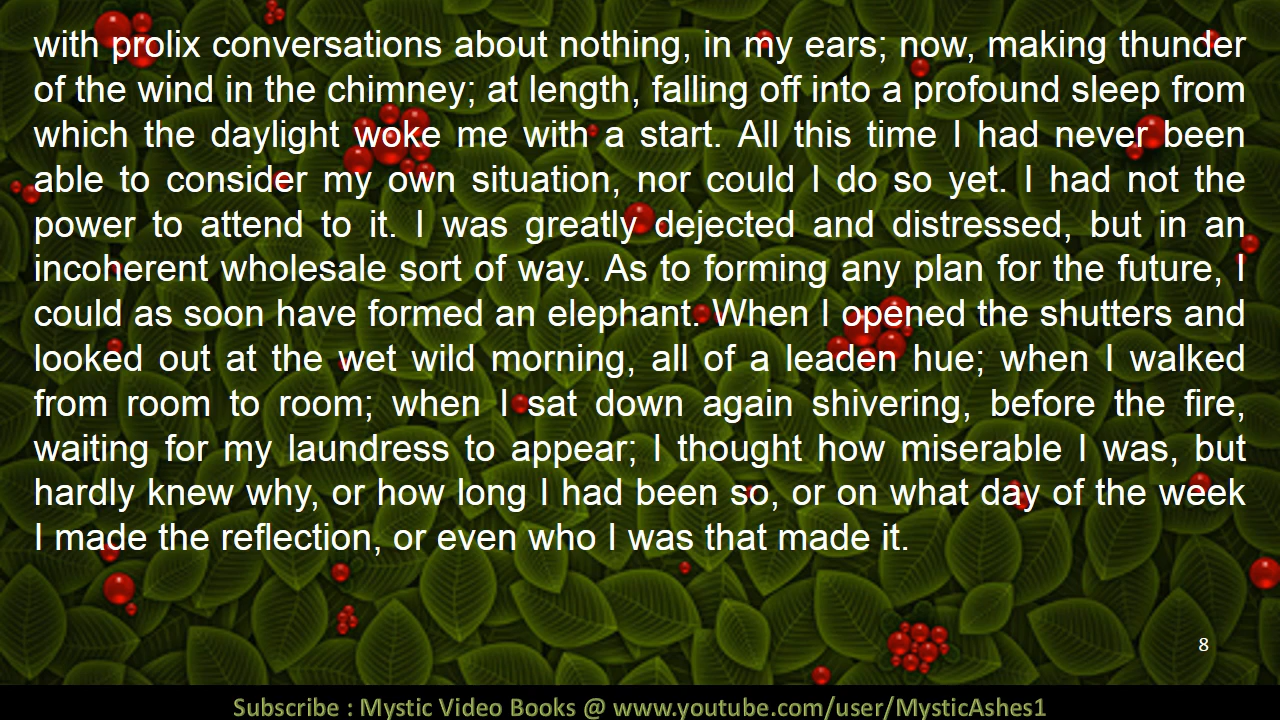 with prolix conversations about nothing, in my ears; now, making thunder
of the wind in the chimney; at length, falling off into a profound sleep from
which the daylight woke me with a start. All this time I had never been
able to consider my own situation, nor could I do so yet. I had not the
power to attend to it. I was greatly dejected and distressed, but in an
incoherent wholesale sort of way. As to forming any plan for the future, I
could as soon have formed an elephant. When I opened the shutters and
looked out at the wet wild morning, all of a leaden hue; when I walked
from room to room; when I sat down again shivering, before the fire,
waiting for my laundress to appear; I thought how miserable I was, but
hardly knew why, or how long I had been so, or on what day of the week
I made the reflection, or even who I was that made it.
8
Subscribe : Mystic Video Books @ www.youtube.com/user/MysticAshes1